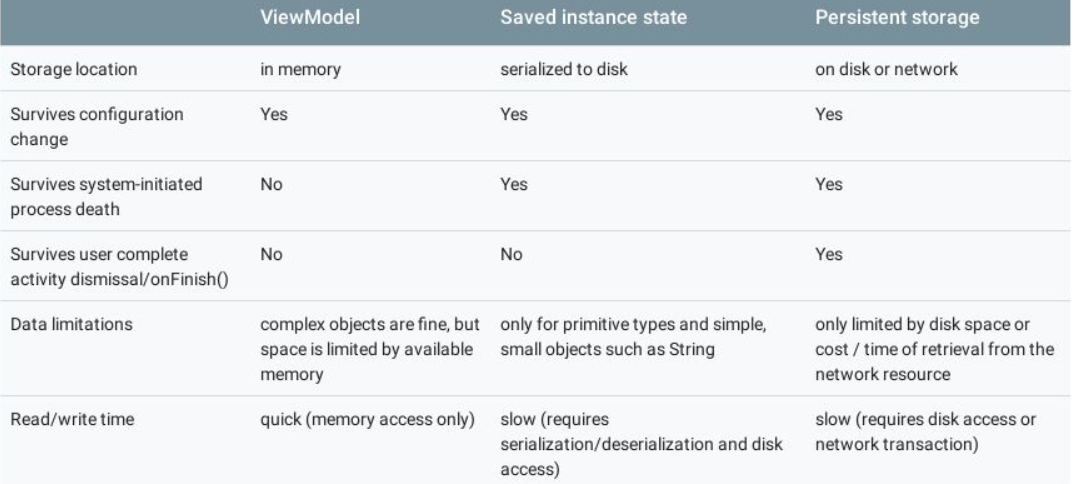 ViewModel Saved instance state Persistent storage
Storage location in memory serialized to disk on disk or network
Survives configuration Yes Yes Yes
change
Survives system-initiated No Yes Yes
process death
Survives user complete No No Yes
activity dismissal/onFinish()
Data limitations complex objects are fine, but only for primitive types and simple, only limited by disk space or
space is limited by available small objects such as String cost / time of retrieval from the
memory network resource
Read/write time quick (memory access only) slow (requires slow (requires disk access or
serialization/deserialization and disk network transaction)
access)